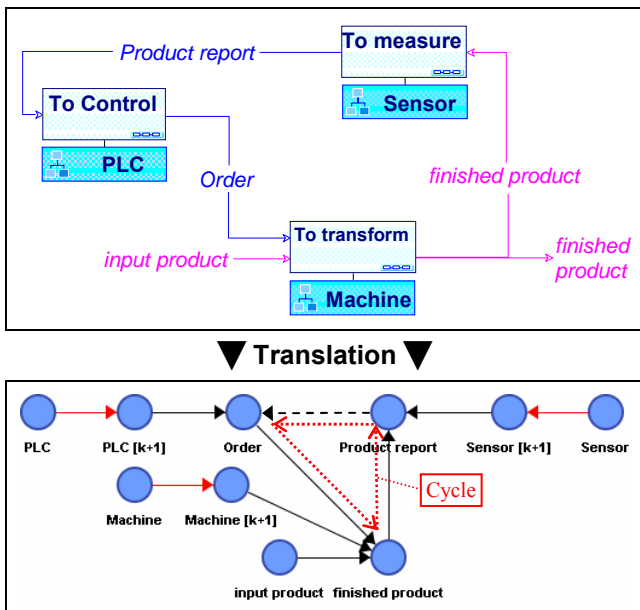 To measure
Product report
Sensor
To Control
PLC
Order
finished product
To transform
input product
finished
product
Machine
Translation
PLC
PLC [k+1]
Order
Product report
Sensor [k+1]
Sensor
Cycle
Machine
Machine [k+1]
input product
finished product